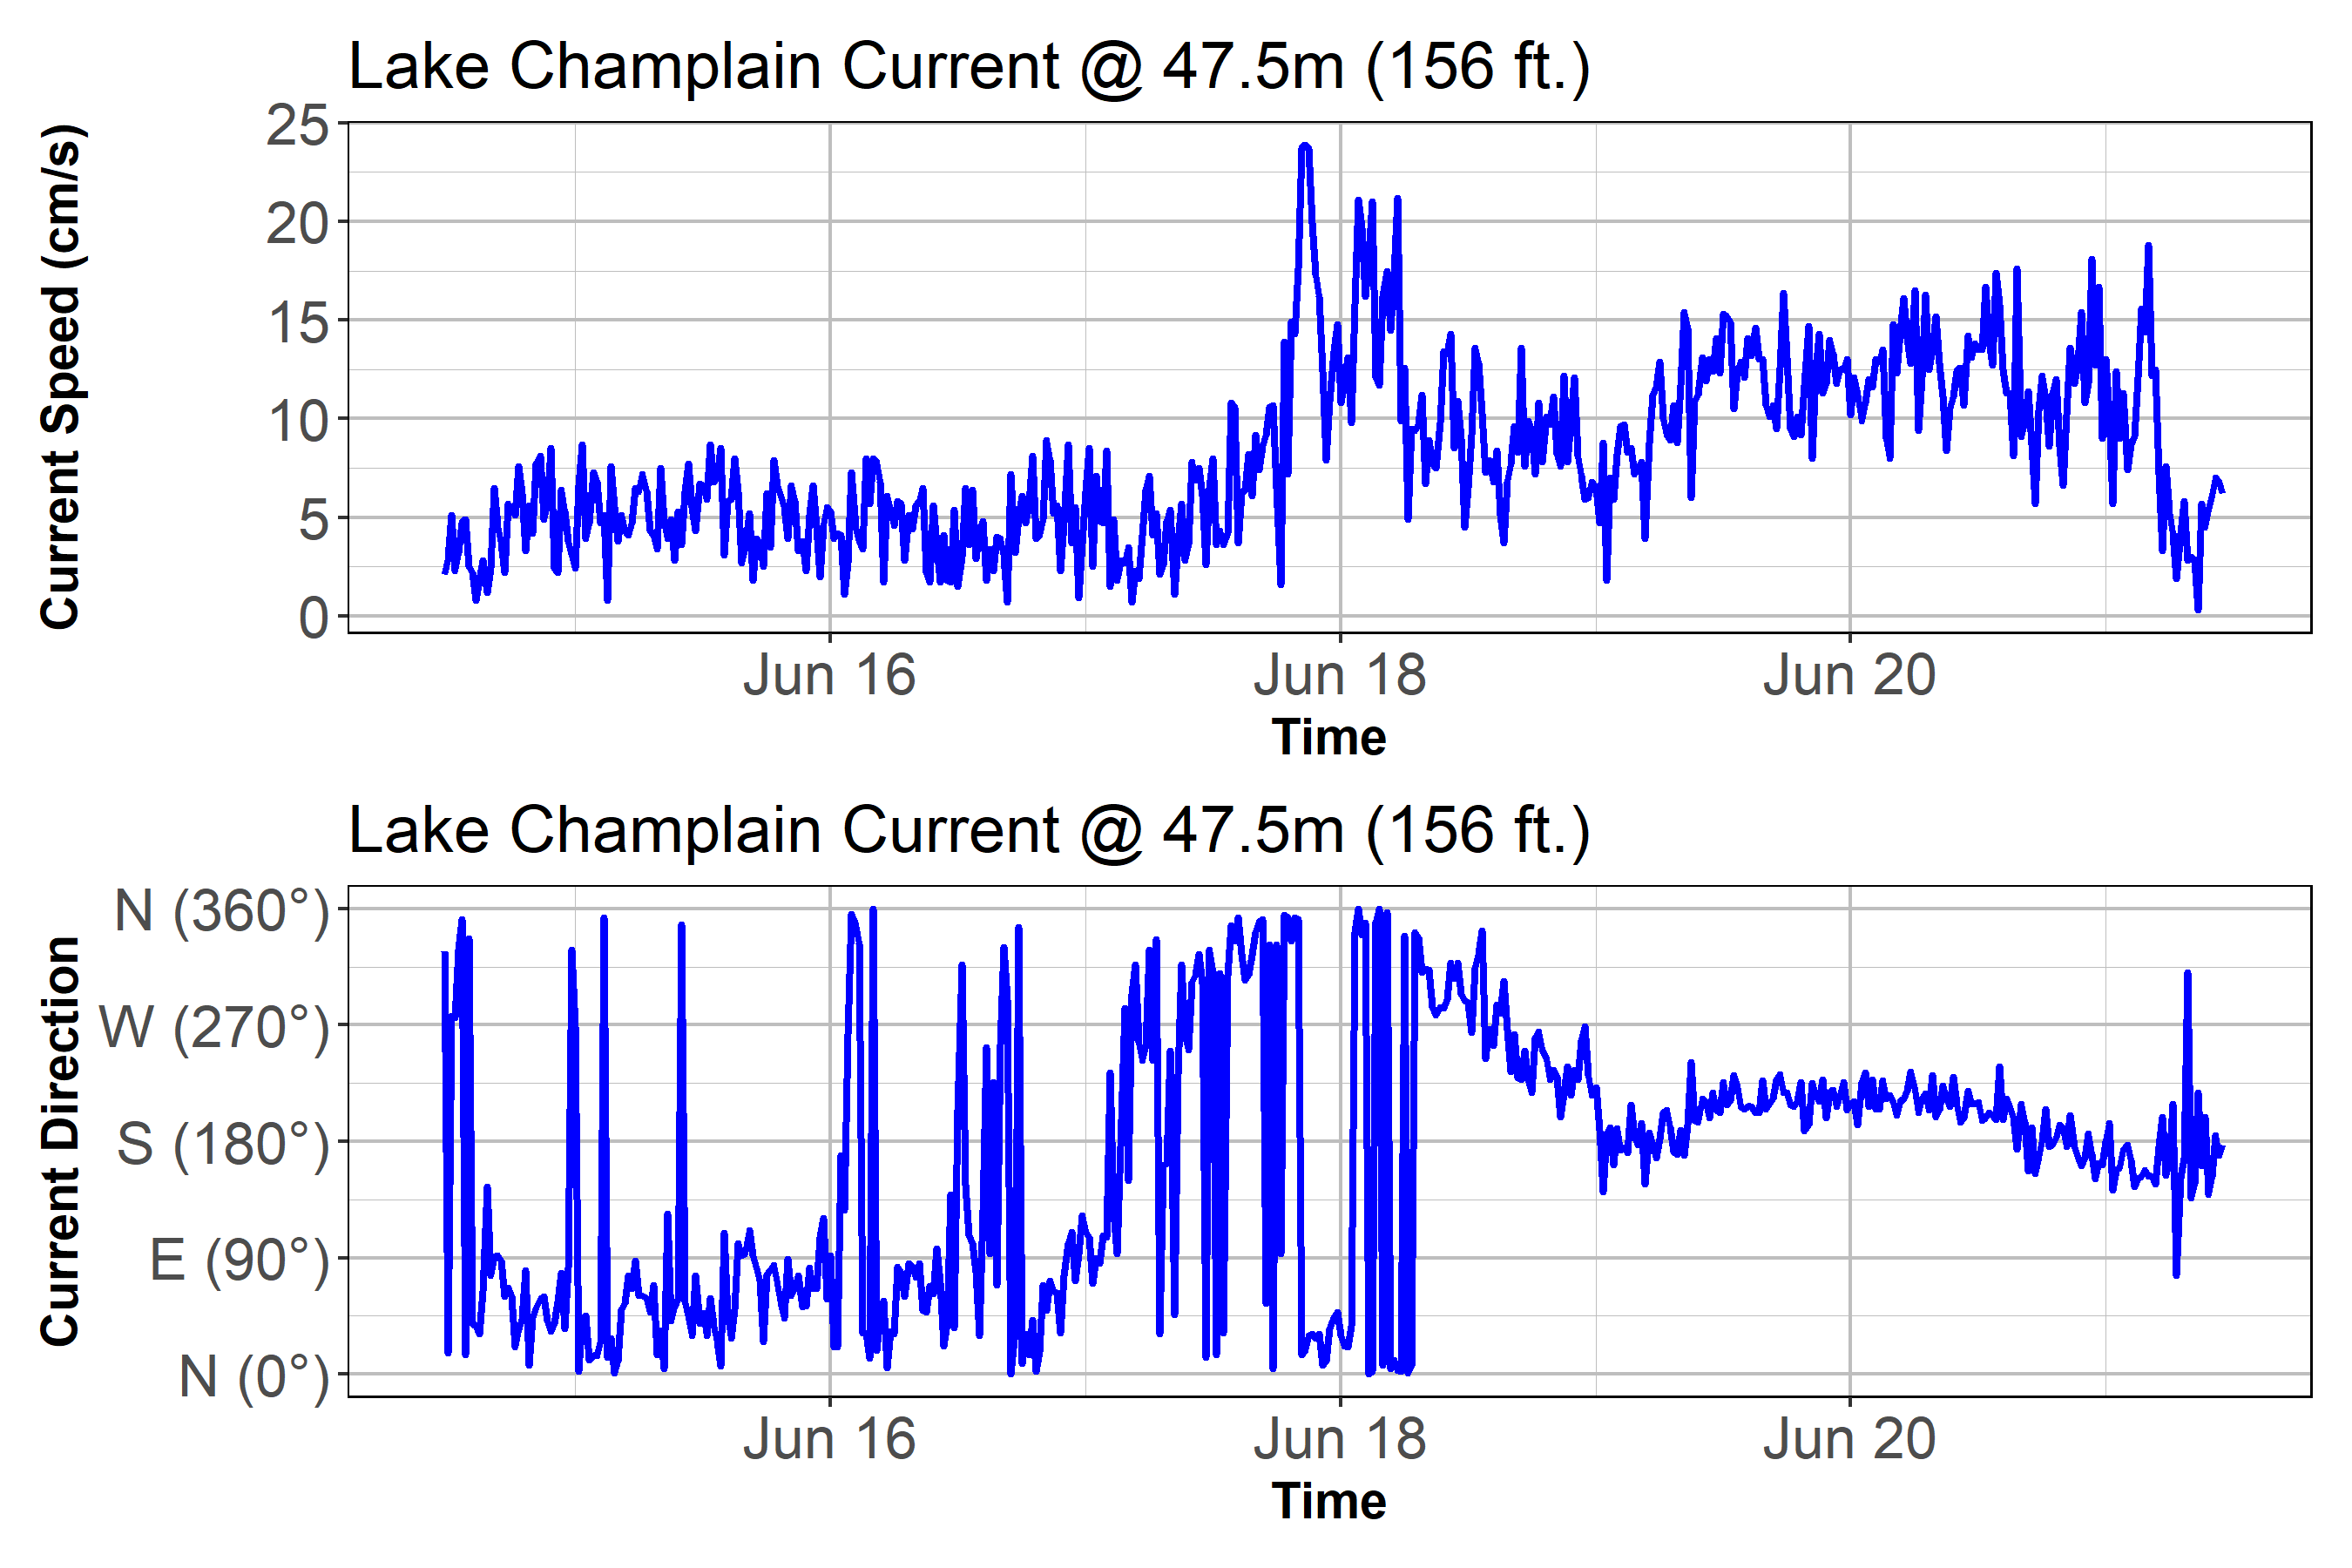 Lake Champlain Current @ 47.5m (156 ft.)
Current Speed (cm/s)
25
20
15
10
5
0
Jun 16
Jun 18
Jun 20
Time
Lake Champlain Current @ 47.5m (156 ft.)
Current Direction
N (360°)
W (270°)
S (180°)
E (90°)
N (0°)
Jun 16
Jun 18
Jun 20
Time